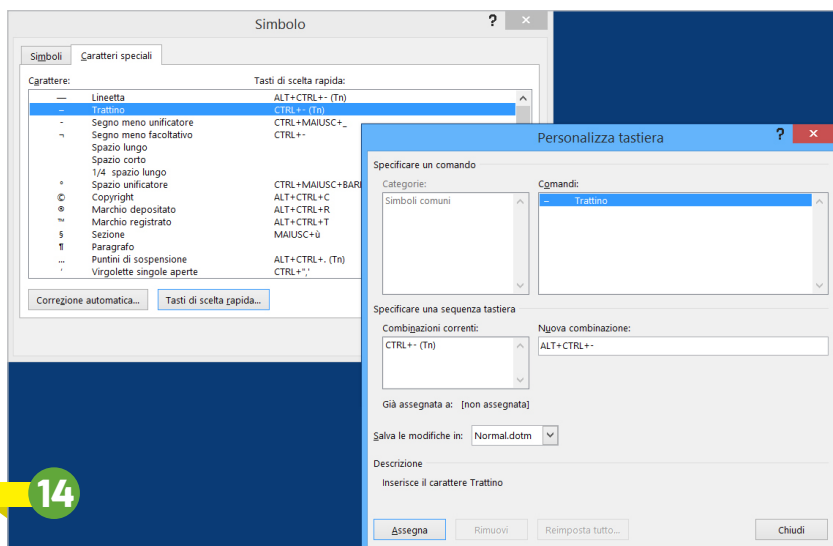 Simbolo
? ×
Simboli Caratteri speciali
Carattere: Tasti di scelta rapida:
— Lineetta ALT+CTRL+- (Tn)
– Trattino CTRL+- (Tn)
- Segno meno unificatore CTRL+MAIUSC+_
¬ Segno meno facoltativo CTRL+-
Spazio lungo
Spazio corto
1/4 spazio lungo
° Spazio unificatore CTRL+MAIUSC+BAR
© Copyright ALT+CTRL+C
® Marchio depositato ALT+CTRL+R
™ Marchio registrato ALT+CTRL+T
§ Sezione MAIUSC+ù
¶ Paragrafo
... Puntini di sospensione ALT+CTRL+. (Tn)
‘ Virgolette singole aperte CTRL+",'
Correzione automatica... Tasti di scelta rapida...
Personalizza tastiera
? ×
Specificare un comando
Categorie: Comandi:
Simboli comuni – Trattino
Specificare una sequenza tastiera
Combinazioni correnti: Nuova combinazione:
CTRL+- (Tn) ALT+CTRL+-
Già assegnata a: [non assegnata]
Salva le modifiche in: Normal.dotm
Descrizione
Inserisce il carattere Trattino
Assegna Rimuovi Reimposta tutto... Chiudi
14